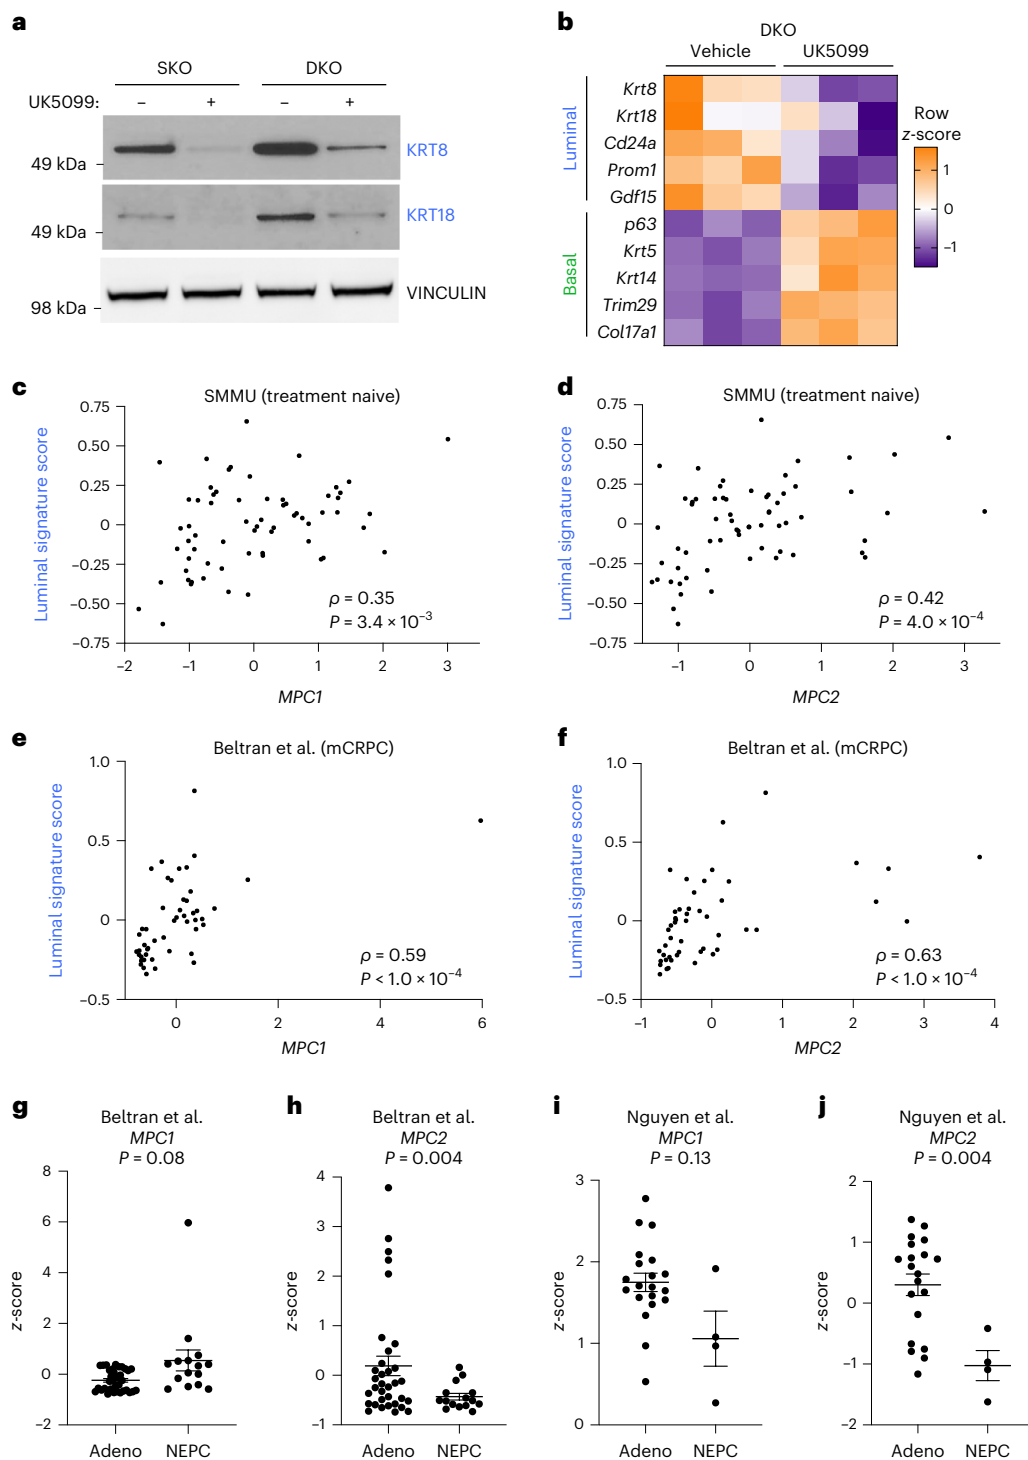 a
SKO
DKO
UK5099:
–
+
–
+
49 kDa
KRT8
49 kDa
KRT18
98 kDa
VINCULIN
b
DKO
Vehicle
UK5099
Luminal
Krt8
Krt18
Cd24a
Prom1
Gdf15
Basal
p63
Krt5
Krt14
Trim29
Col17a1
Row
z-score
1
0
–1
c
SMMU (treatment naive)
Luminal signature score
0.75
0.50
0.25
0
–0.25
–0.50
–0.75
ρ = 0.35
P = 3.4 × 10⁻³
–2
–1
0
1
2
3
MPC1
d
SMMU (treatment naive)
Luminal signature score
0.75
0.50
0.25
0
–0.25
–0.50
–0.75
ρ = 0.42
P = 4.0 × 10⁻⁴
–1
0
1
2
3
MPC2
e
Beltran et al. (mCRPC)
Luminal signature score
1.0
0.5
0
–0.5
ρ = 0.59
P < 1.0 × 10⁻⁴
0
2
4
6
MPC1
f
Beltran et al. (mCRPC)
Luminal signature score
1.0
0.5
0
–0.5
ρ = 0.63
P < 1.0 × 10⁻⁴
–1
0
1
2
3
4
MPC2
g
Beltran et al.
MPC1
P = 0.08
z-score
8
6
4
2
0
–2
Adeno
NEPC
h
Beltran et al.
MPC2
P = 0.004
z-score
4
3
2
1
0
–1
Adeno
NEPC
i
Nguyen et al.
MPC1
P = 0.13
z-score
3
2
1
0
Adeno
NEPC
j
Nguyen et al.
MPC2
P = 0.004
z-score
2
1
0
–1
–2
Adeno
NEPC